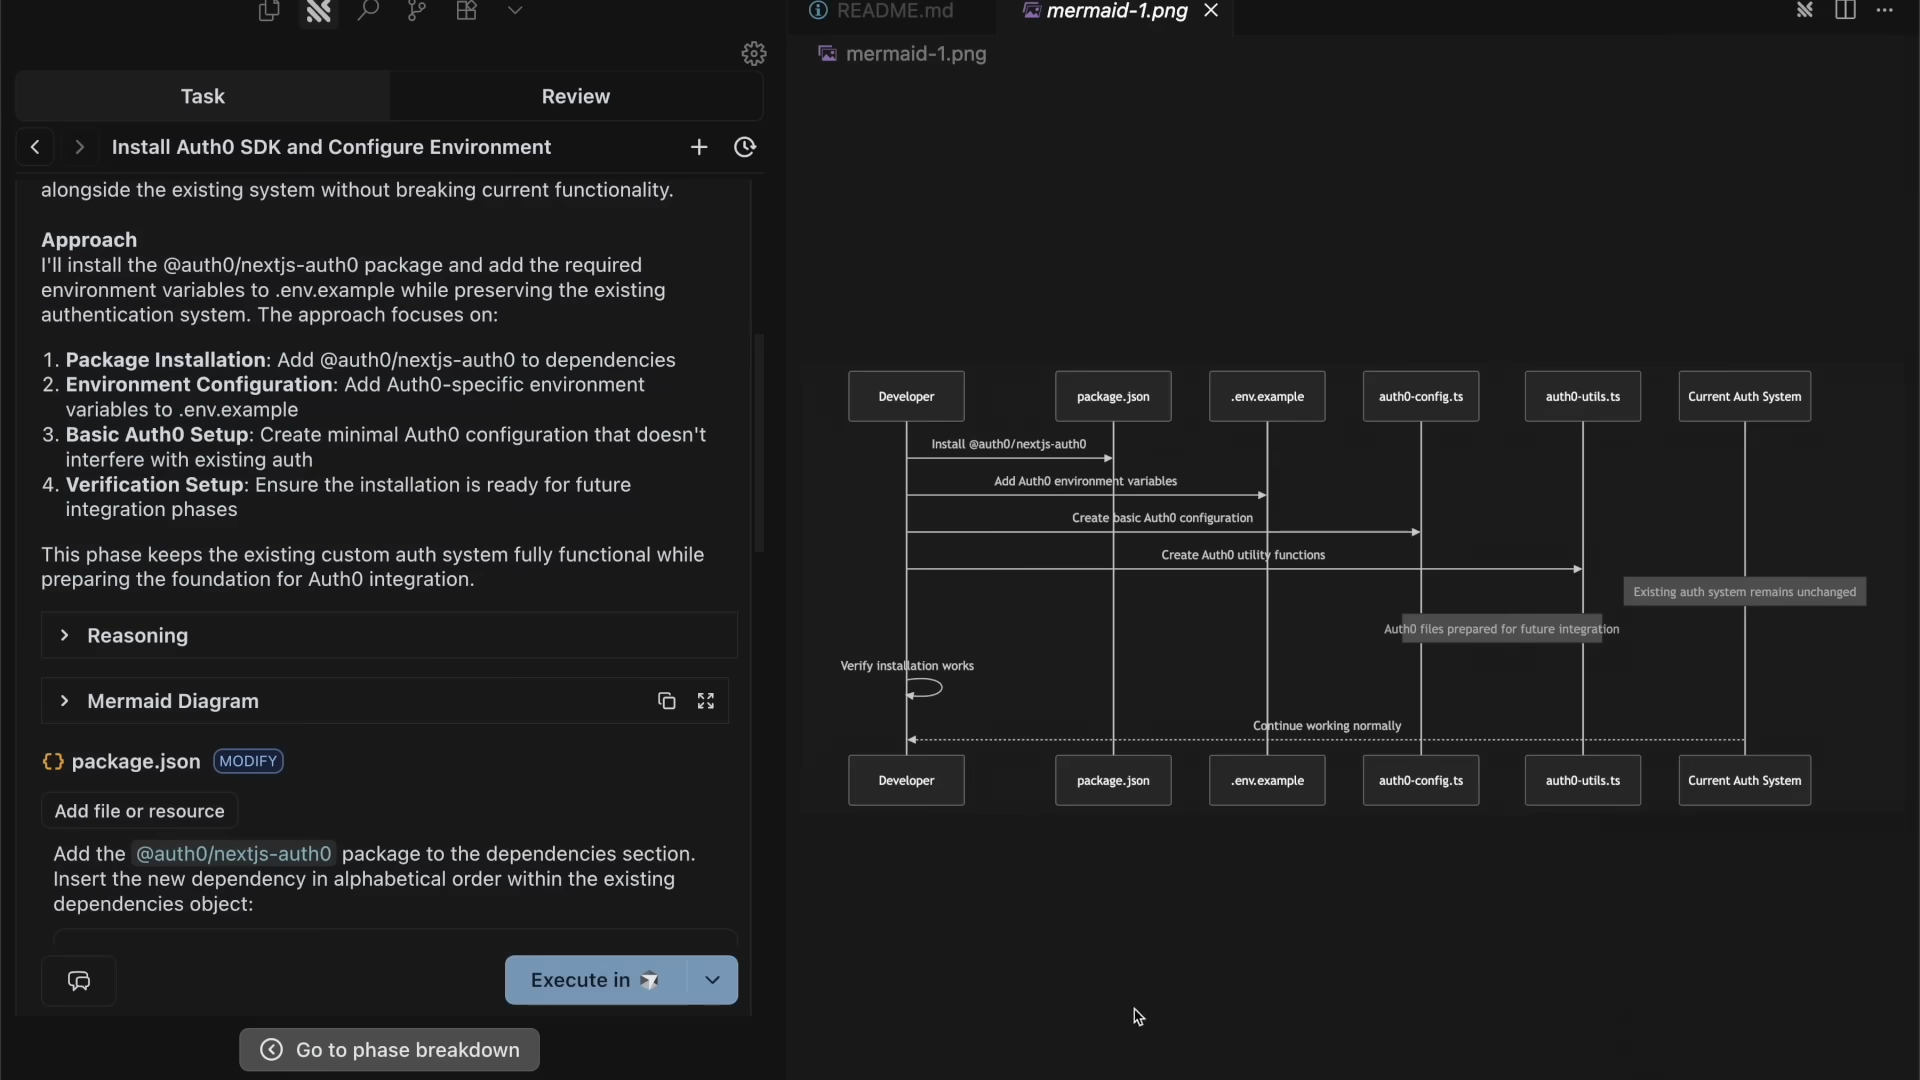 README.md
mermaid-1.png
mermaid-1.png
Task
Review
Install Auth0 SDK and Configure Environment
alongside the existing system without breaking current functionality.
Approach
I'll install the @auth0/nextjs-auth0 package and add the required
environment variables to .env.example while preserving the existing
authentication system. The approach focuses on:
1. Package Installation: Add @auth0/nextjs-auth0 to dependencies
2. Environment Configuration: Add Auth0-specific environment
variables to .env.example
3. Basic Auth0 Setup: Create minimal Auth0 configuration that doesn't
interfere with existing auth
4. Verification Setup: Ensure the installation is ready for future
integration phases
This phase keeps the existing custom auth system fully functional while
preparing the foundation for Auth0 integration.
Reasoning
Mermaid Diagram
{} package.json MODIFY
Add file or resource
Add the @auth0/nextjs-auth0 package to the dependencies section.
Insert the new dependency in alphabetical order within the existing
dependencies object:
Execute in
Go to phase breakdown
Developer
package.json
.env.example
auth0-config.ts
auth0-utils.ts
Current Auth System
Install @auth0/nextjs-auth0
Add Auth0 environment variables
Create basic Auth0 configuration
Create Auth0 utility functions
Existing auth system remains unchanged
Auth0 files prepared for future integration
Verify installation works
Continue working normally
Developer
package.json
.env.example
auth0-config.ts
auth0-utils.ts
Current Auth System